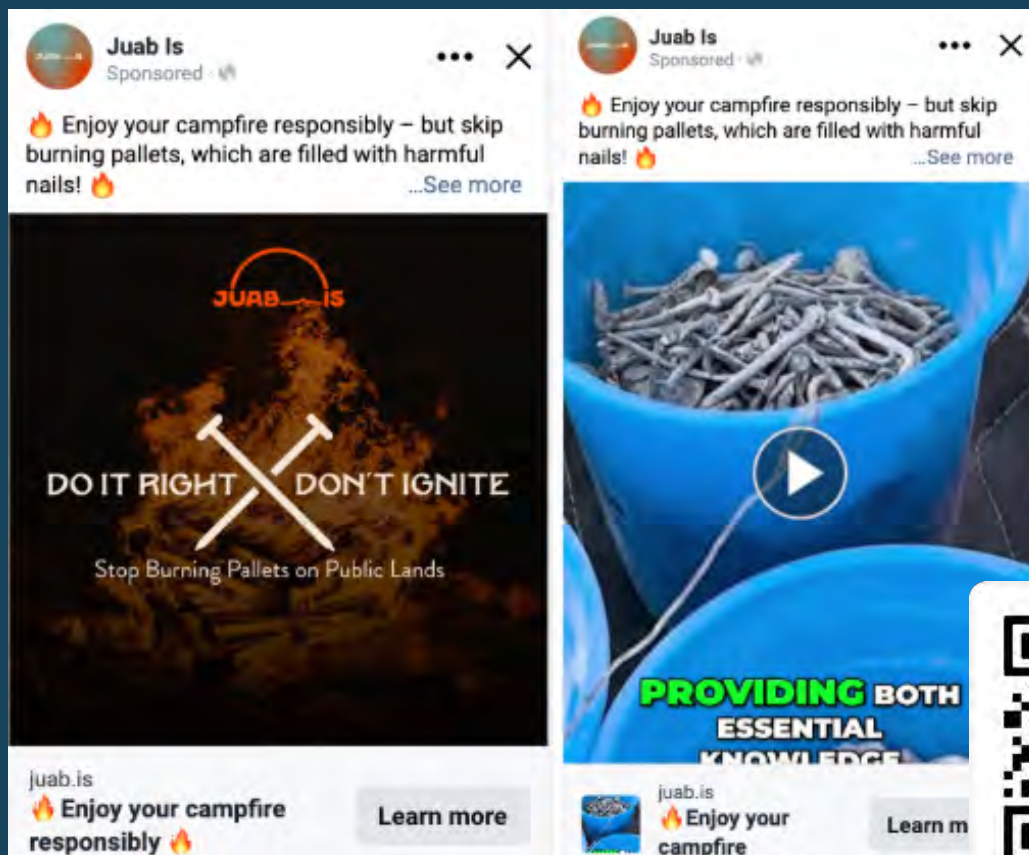 Juab Is
Sponsored
🔥 Enjoy your campfire responsibly – but skip
burning pallets, which are filled with harmful
nails! 🔥 ...See more
JUAB IS
DO IT RIGHT DON'T IGNITE
Stop Burning Pallets on Public Lands
juab.is
🔥 Enjoy your campfire
responsibly 🔥
Learn more
Juab Is
Sponsored
🔥 Enjoy your campfire responsibly – but skip
burning pallets, which are filled with harmful
nails! 🔥 ...See more
PROVIDING BOTH
ESSENTIAL
KNOWLEDGE
juab.is
🔥Enjoy your
campfire
Learn m